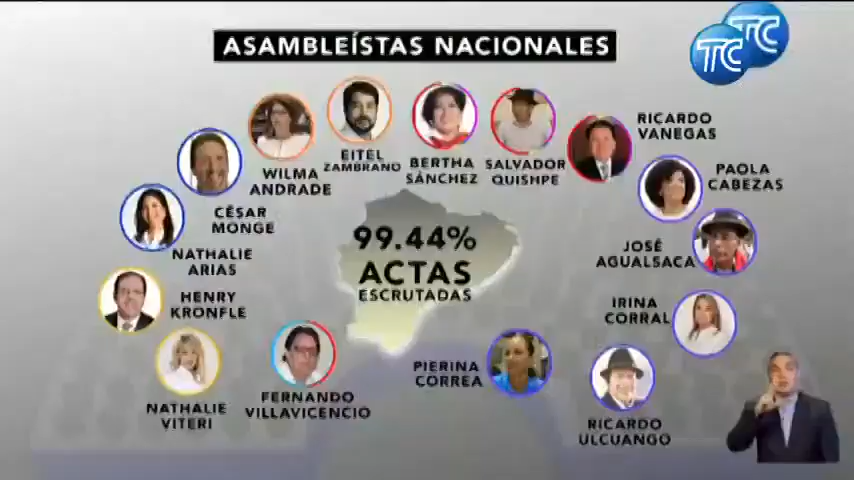 ASAMBLEÍSTAS NACIONALES
TC
TC
RICARDO
VANEGAS
EITEL
ZAMBRANO
BERTHA
SÁNCHEZ
SALVADOR
QUISHPE
WILMA
ANDRADE
PAOLA
CABEZAS
CÉSAR
MONGE
99.44%
ACTAS
ESCRUTADAS
NATHALIE
ARIAS
JOSÉ
AGUALSACA
HENRY
KRONFLE
IRINA
CORRAL
PIERINA
CORREA
NATHALIE
VITERI
FERNANDO
VILLAVICENCIO
RICARDO
ULCUANGO